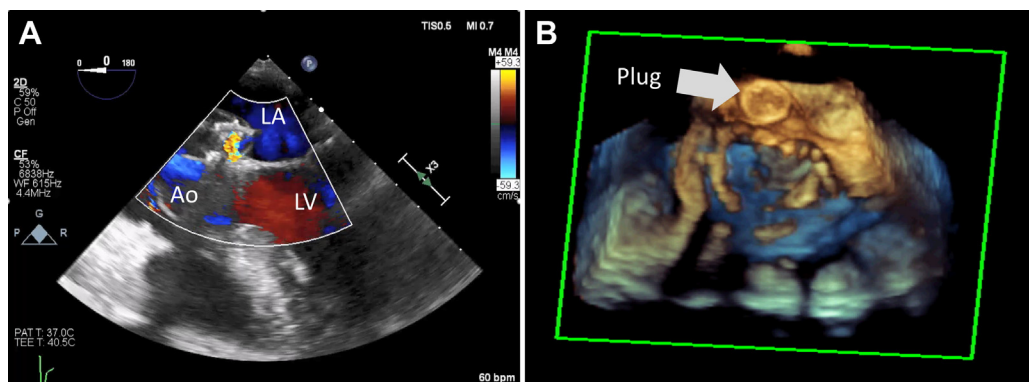 A
TIS0.5 MI 0.7
0 0 180
P
M4 M4
+59.3
-59.3
cm/s
2D
59%
C 50
P Off
Gen
CF
53%
6838Hz
WF 615Hz
4.4MHz
LA
Ao
LV
X3
G
P R
PAT T: 37.0C
TEE T: 40.5C
60 bpm
B
Plug